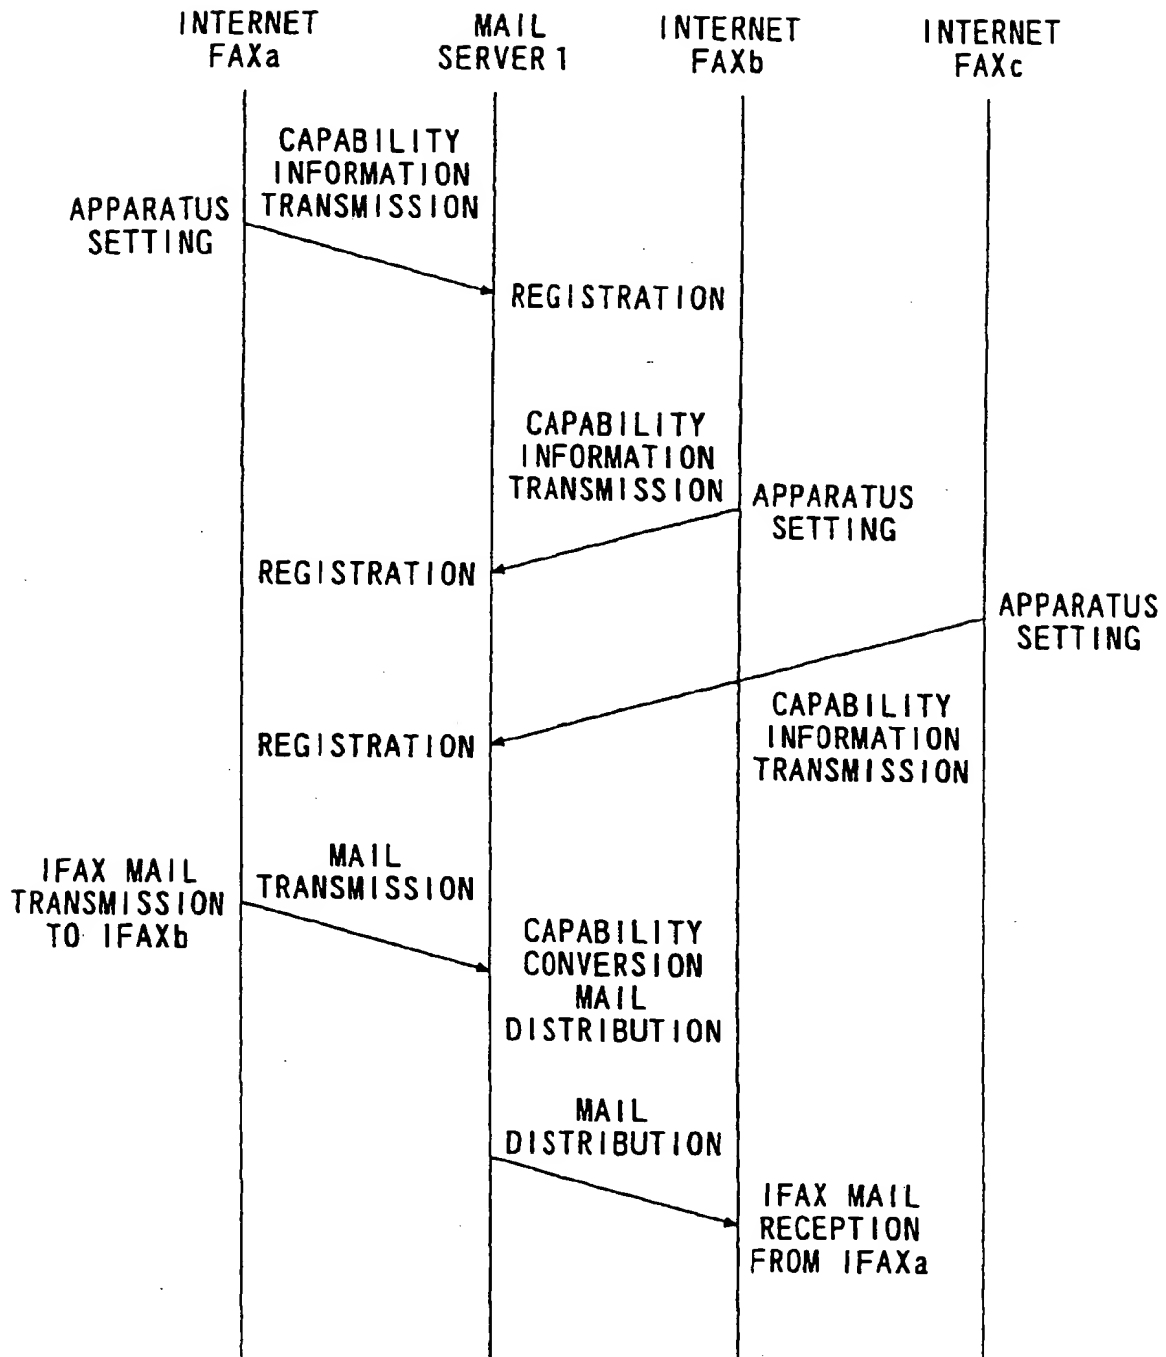 INTERNET
FAXa
MAIL
SERVER 1
INTERNET
FAXb
INTERNET
FAXc
CAPABILITY
INFORMATION
TRANSMISSION
APPARATUS
SETTING
REGISTRATION
CAPABILITY
INFORMATION
TRANSMISSION
APPARATUS
SETTING
REGISTRATION
APPARATUS
SETTING
CAPABILITY
INFORMATION
TRANSMISSION
REGISTRATION
IFAX MAIL
TRANSMISSION
TO IFAXb
MAIL
TRANSMISSION
CAPABILITY
CONVERSION
MAIL
DISTRIBUTION
MAIL
DISTRIBUTION
IFAX MAIL
RECEPTION
FROM IFAXa